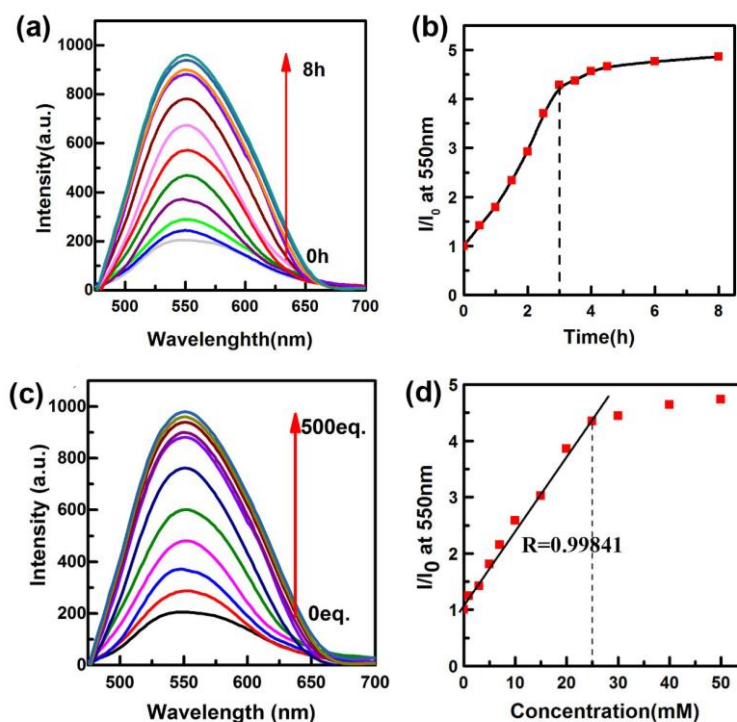 (a)
1000
800
600
400
200
0
8h
0h
Intensity(a.u.)
500 550 600 650 700
Wavelenghth(nm)
(b)
5
4
3
2
1
0
I/I0 at 550nm
0 2 4 6 8
Time(h)
(c)
1000
800
600
400
200
0
500eq.
0eq.
Intensity (a.u.)
500 550 600 650 700
Wavelength (nm)
(d)
5
4
3
2
1
0
R=0.99841
I/I0 at 550nm
0 10 20 30 40 50
Concentration(mM)